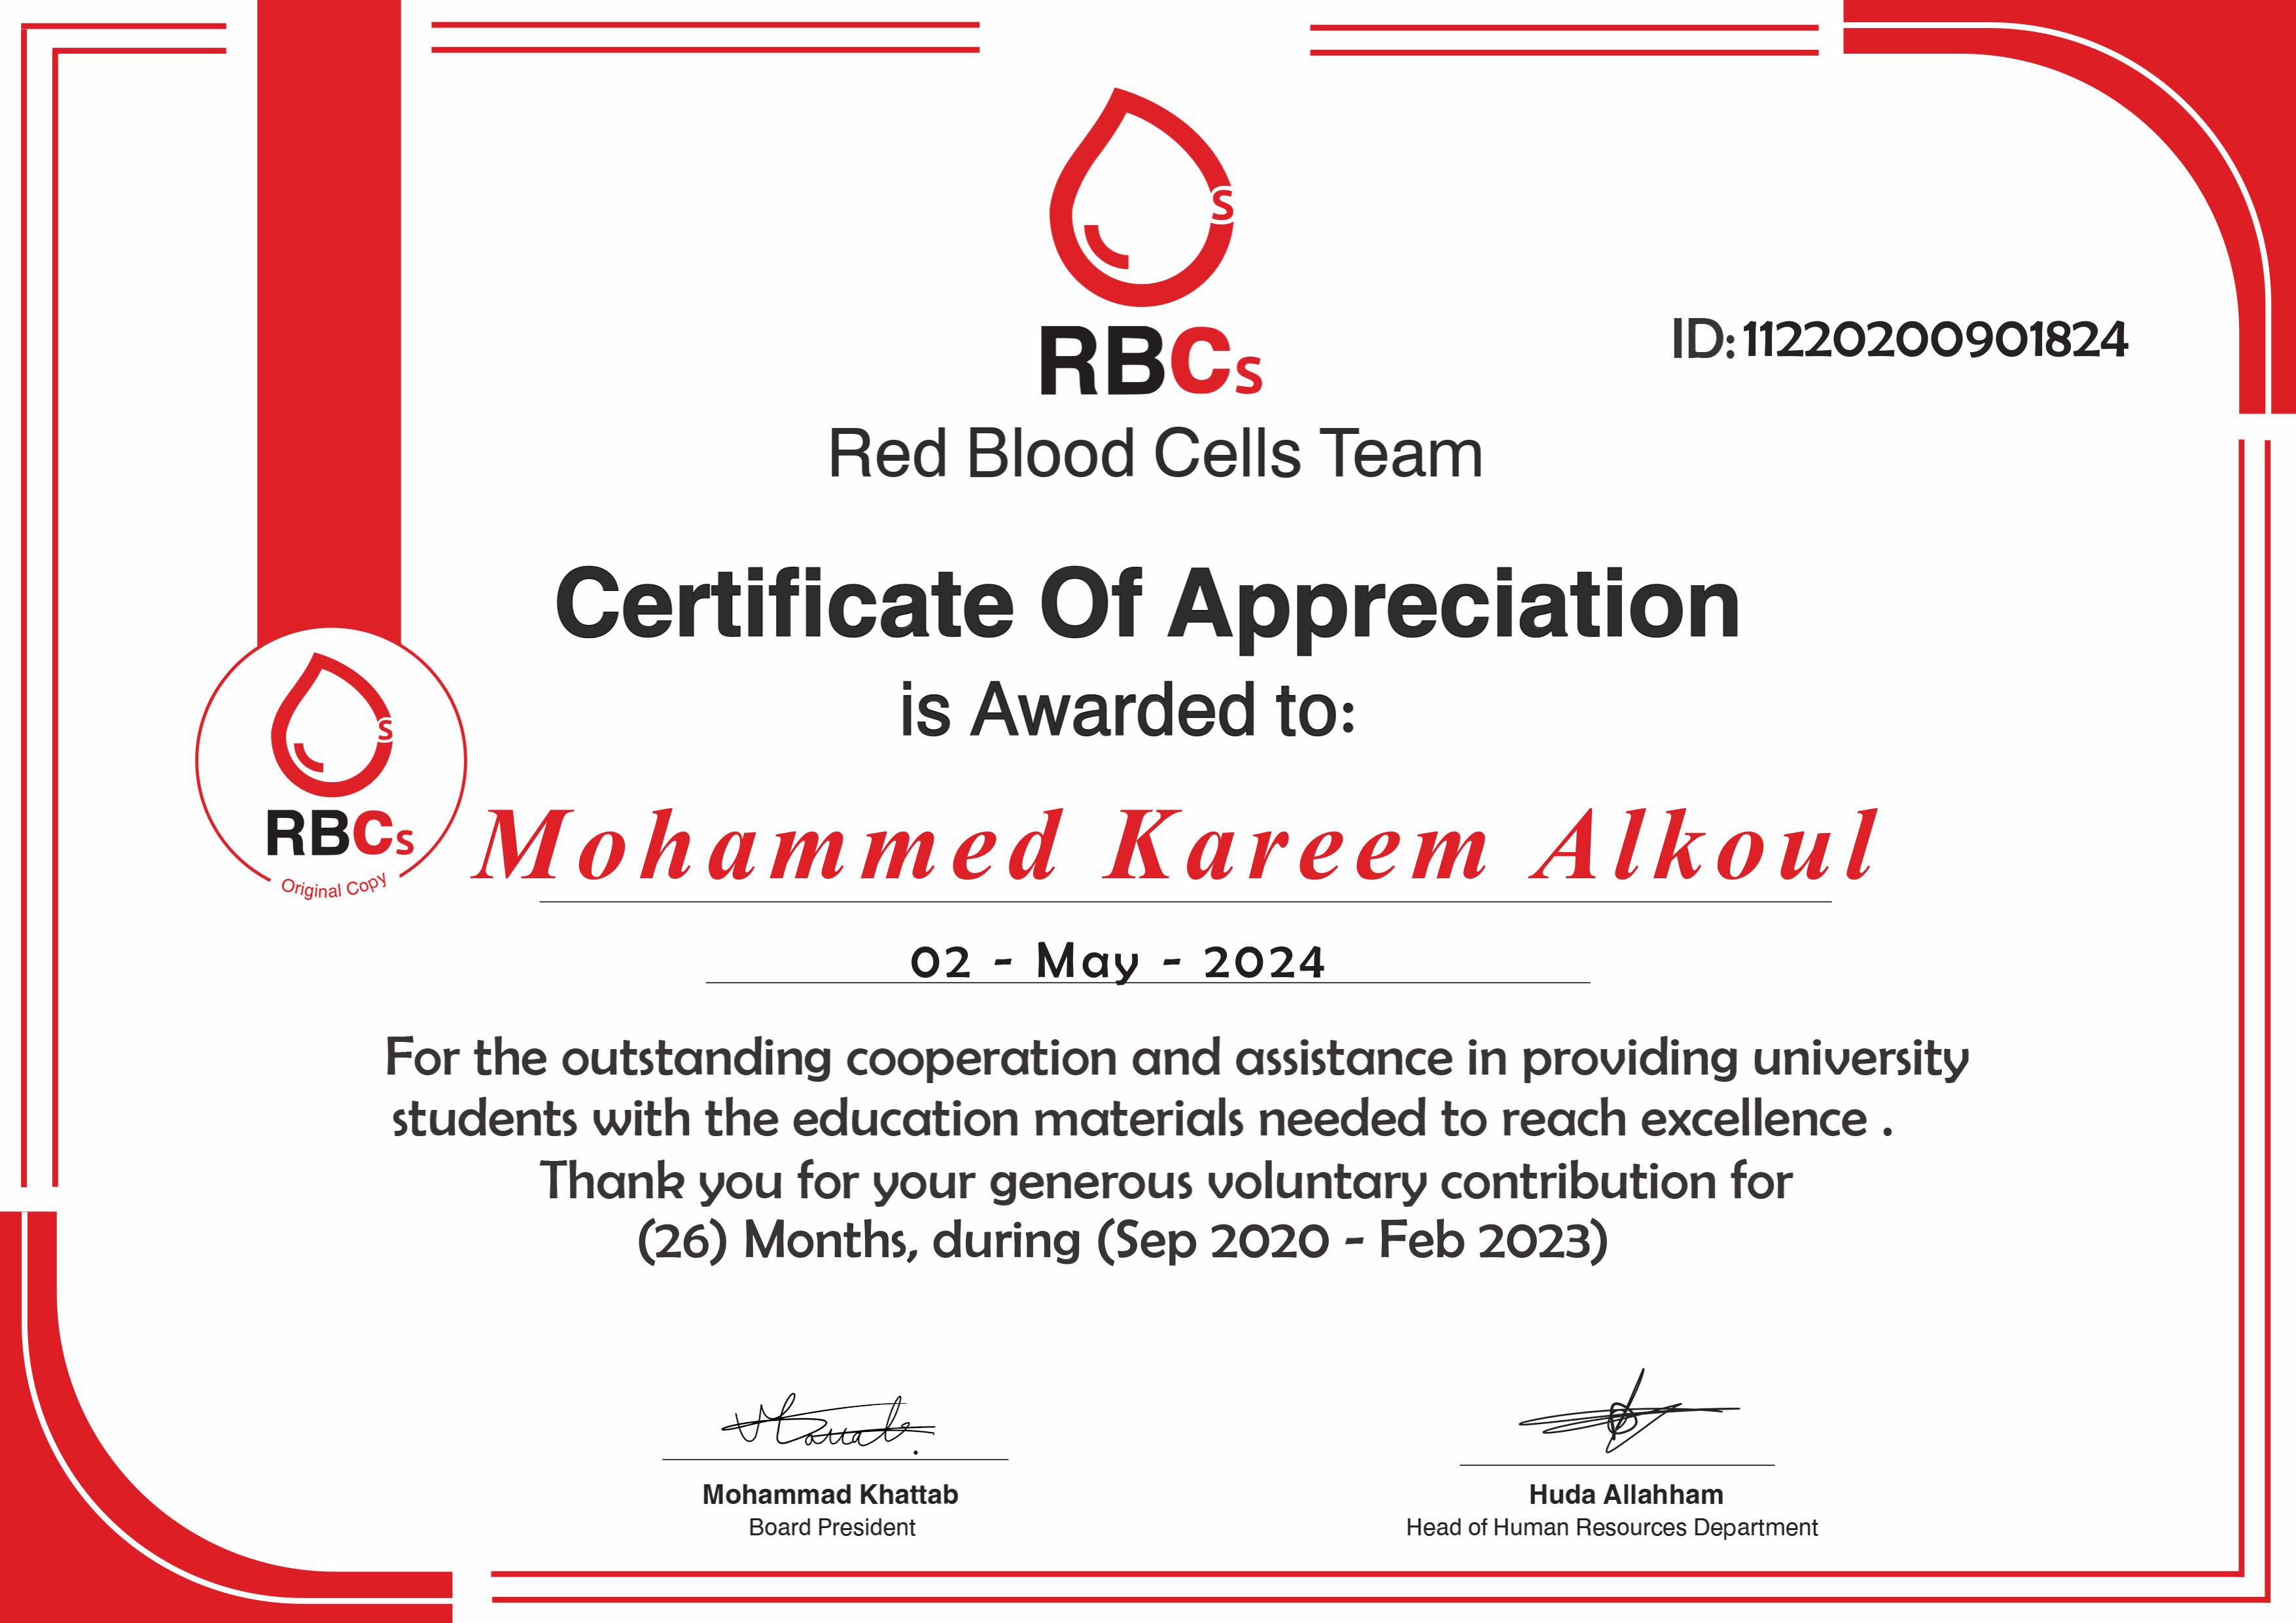 s
RBCs
ID: 11220200901824
Red Blood Cells Team
Certificate Of Appreciation
is Awarded to:
s
RBCs
Original Copy
Mohammed Kareem Alkoul
02 - May - 2024
For the outstanding cooperation and assistance in providing university
students with the education materials needed to reach excellence .
Thank you for your generous voluntary contribution for
(26) Months, during (Sep 2020 - Feb 2023)
Mohammad Khattab
Board President
Huda Allahham
Head of Human Resources Department